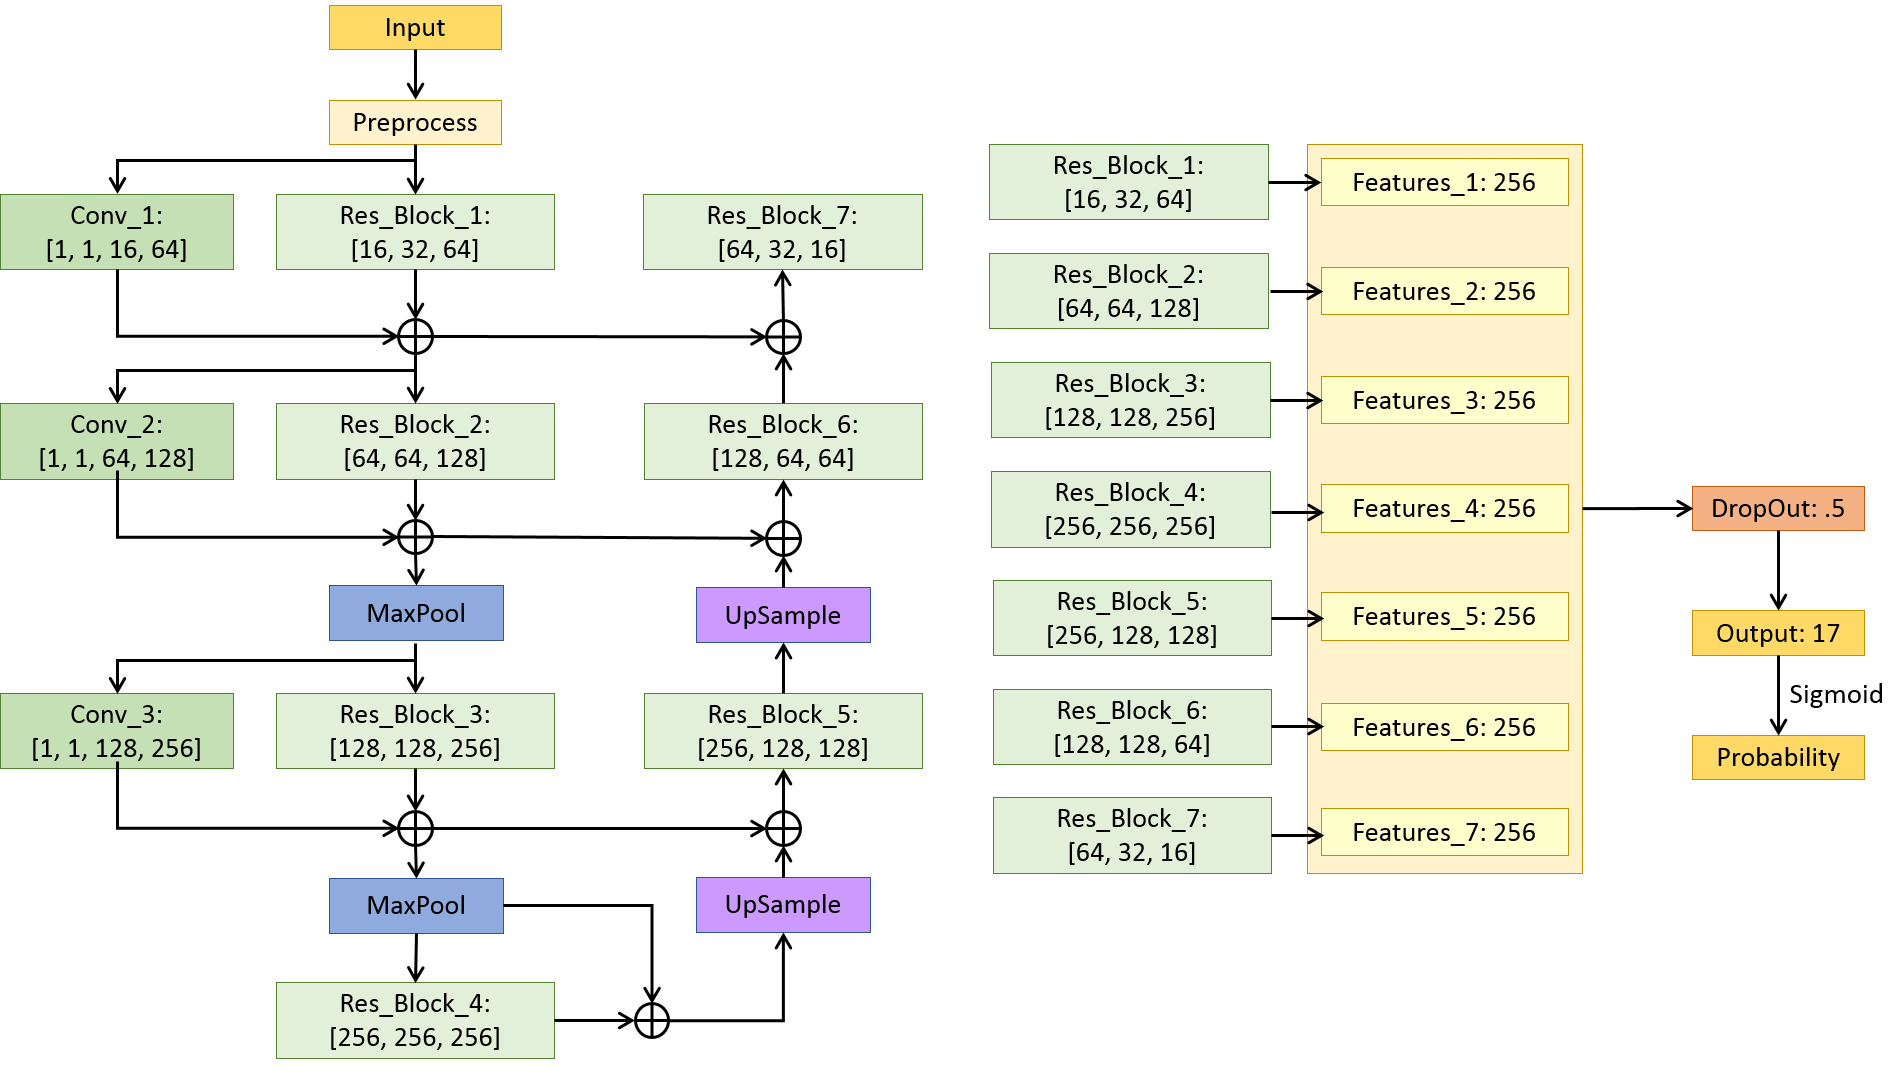 Input
Preprocess
Conv_1:
[1, 1, 16, 64]
Res_Block_1:
[16, 32, 64]
Res_Block_7:
[64, 32, 16]
Conv_2:
[1, 1, 64, 128]
Res_Block_2:
[64, 64, 128]
Res_Block_6:
[128, 64, 64]
MaxPool
UpSample
Conv_3:
[1, 1, 128, 256]
Res_Block_3:
[128, 128, 256]
Res_Block_5:
[256, 128, 128]
MaxPool
UpSample
Res_Block_4:
[256, 256, 256]
Res_Block_1:
[16, 32, 64]
Features_1: 256
Res_Block_2:
[64, 64, 128]
Features_2: 256
Res_Block_3:
[128, 128, 256]
Features_3: 256
Res_Block_4:
[256, 256, 256]
Features_4: 256
Res_Block_5:
[256, 128, 128]
Features_5: 256
Res_Block_6:
[128, 128, 64]
Features_6: 256
Res_Block_7:
[64, 32, 16]
Features_7: 256
DropOut: .5
Output: 17
Sigmoid
Probability